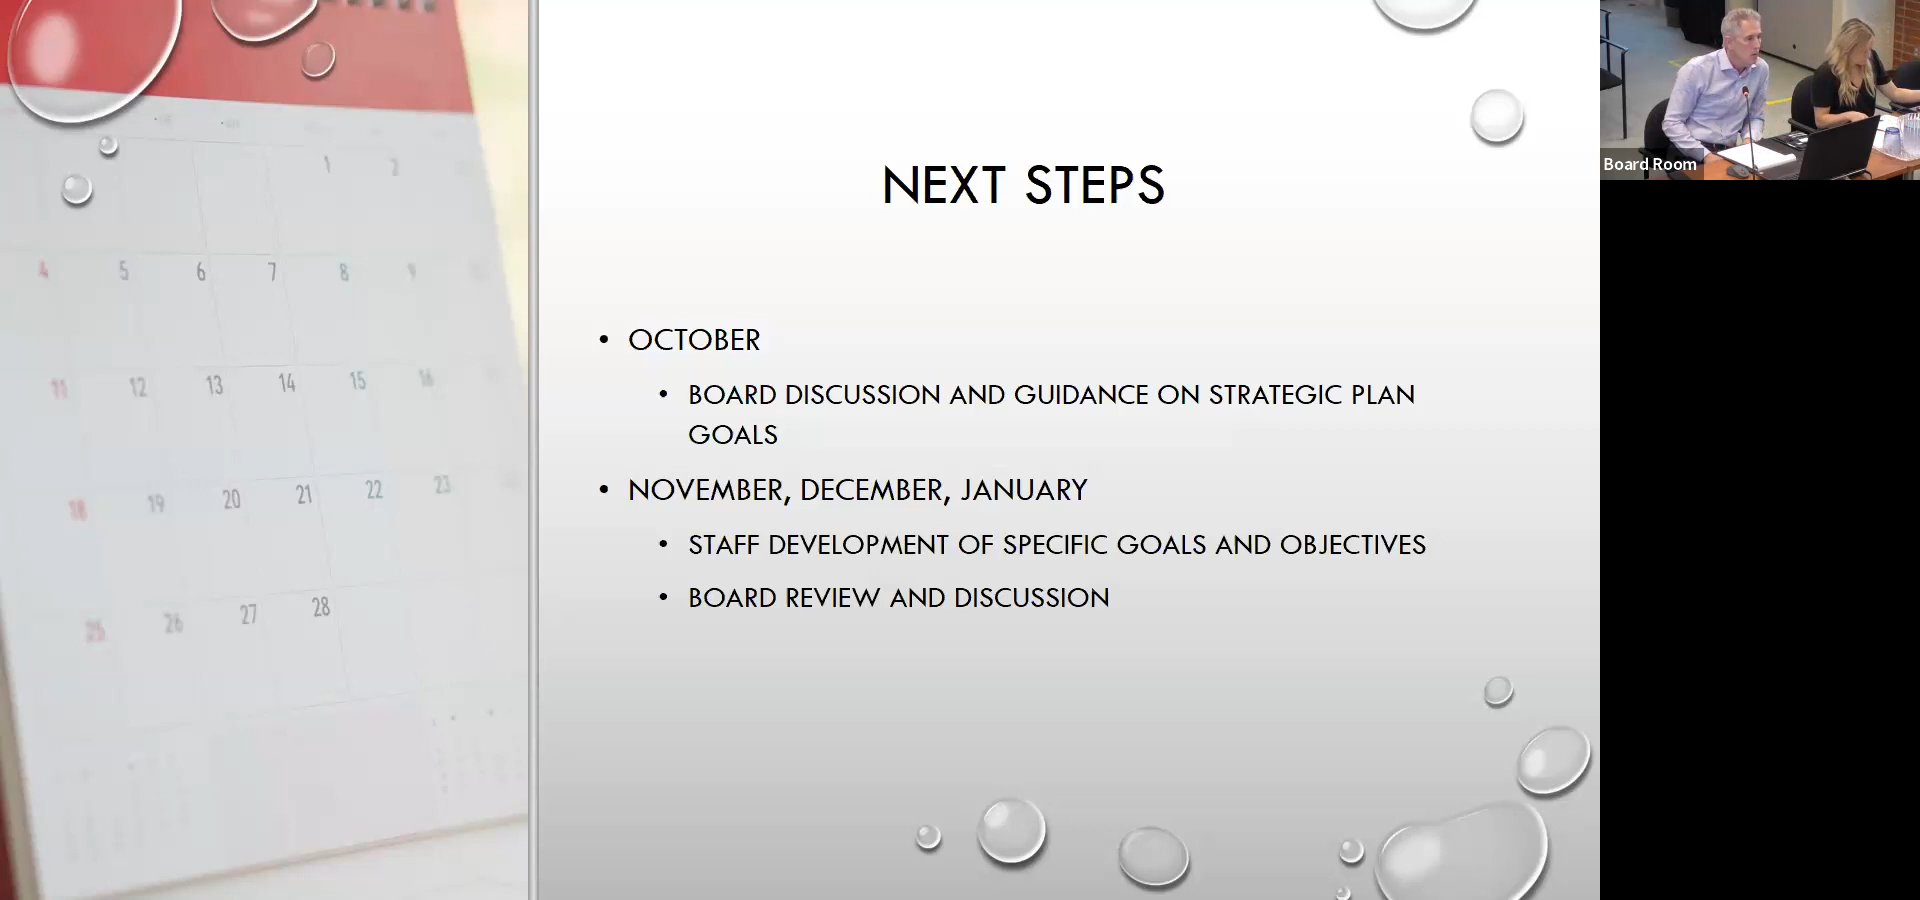 1 2
4 5 6 7 8 9
11 12 13 14 15 16
18 19 20 21 22 23
25 26 27 28
NEXT STEPS
• OCTOBER
• BOARD DISCUSSION AND GUIDANCE ON STRATEGIC PLAN
GOALS
• NOVEMBER, DECEMBER, JANUARY
• STAFF DEVELOPMENT OF SPECIFIC GOALS AND OBJECTIVES
• BOARD REVIEW AND DISCUSSION
Board Room